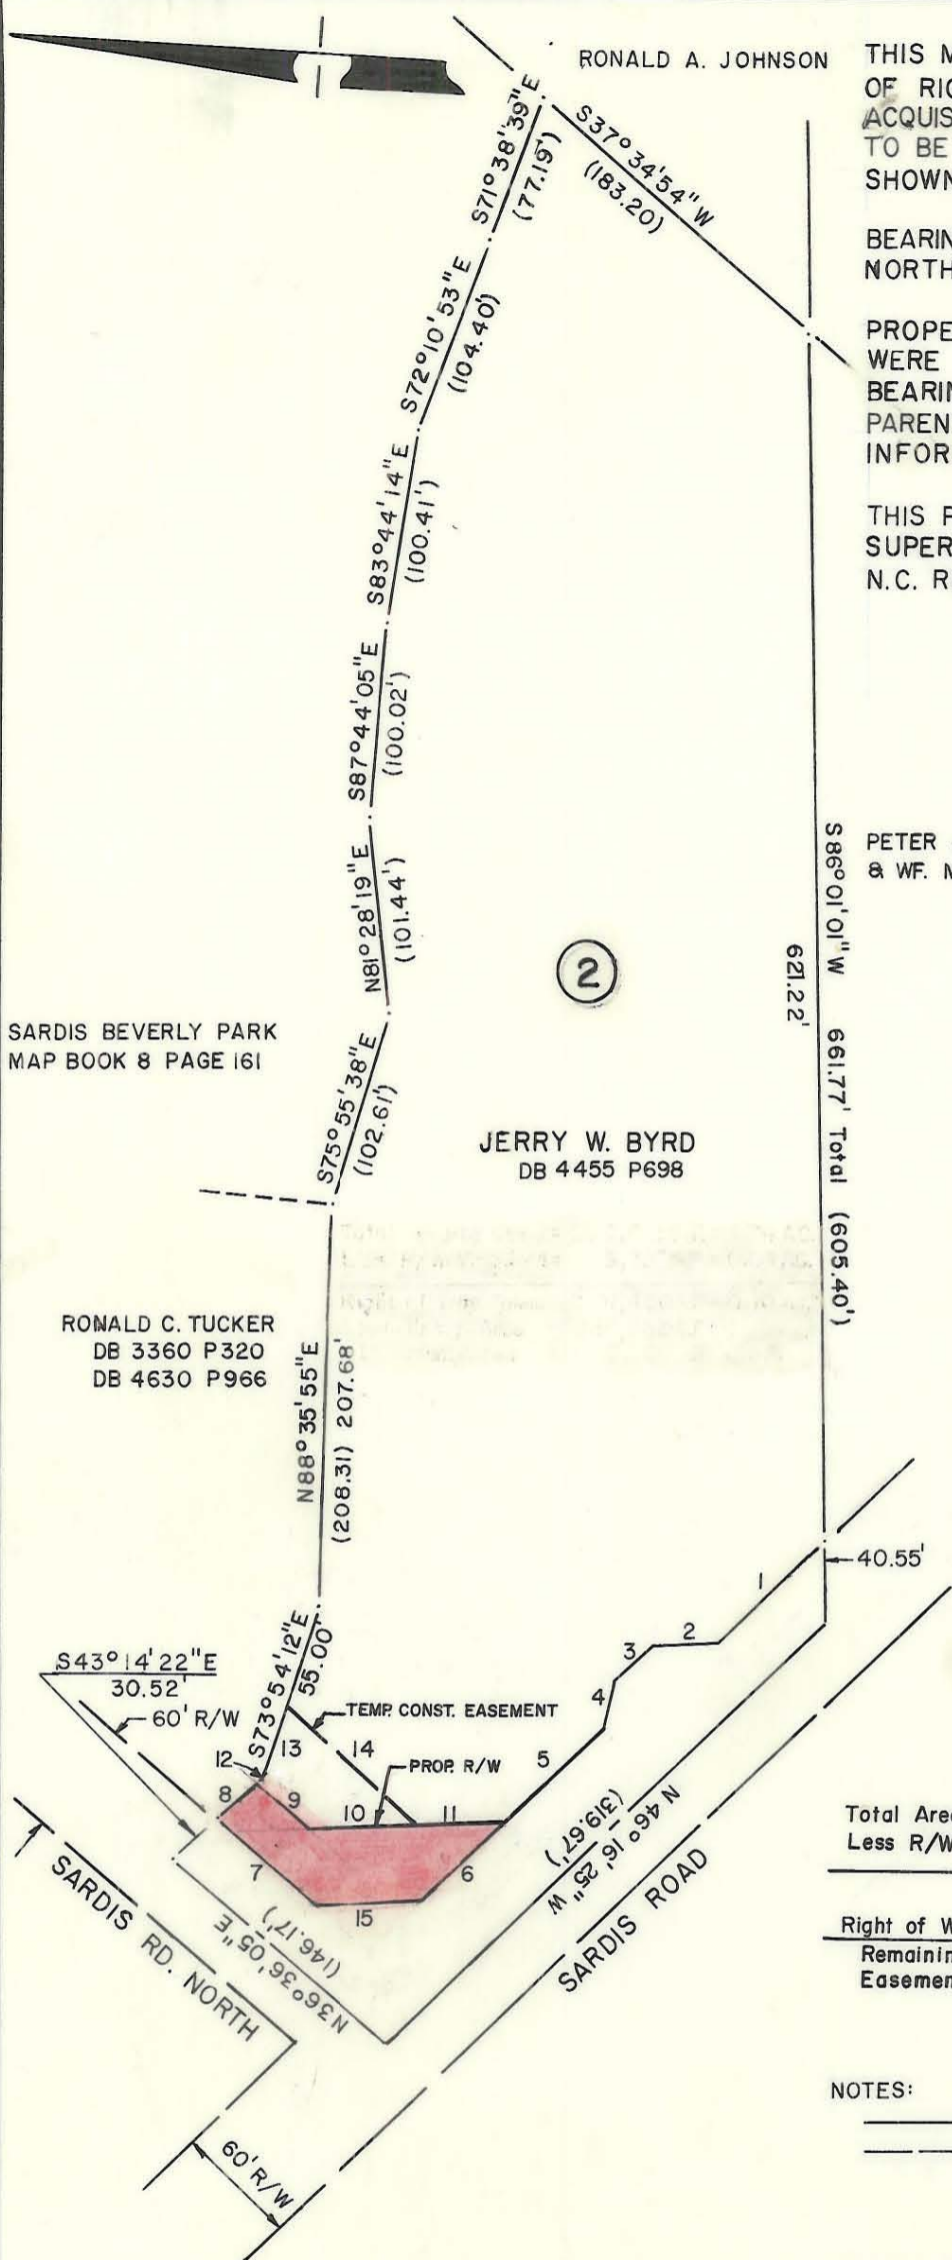 RONALD A. JOHNSON
S71°38'39"E
(77.19')
S37°34'54"W
(183.20)
S72°10'53"E
(104.40')
S83°44'14"E
(100.41')
S87°44'05"E
(100.02')
N81°28'19"E
(101.44')
S75°55'38"E
(102.61')
SARDIS BEVERLY PARK
MAP BOOK 8 PAGE 161
2
JERRY W. BYRD
DB 4455 P698
S86°01'01"W 661.77' Total (605.40')
621.22'
RONALD C. TUCKER
DB 3360 P320
DB 4630 P966
N88°35'55"E
(208.31) 207.68'
40.55'
S43°14'22"E
30.52'
60' R/W
S73°54'12"E
55.00'
TEMP. CONST. EASEMENT
PROP. R/W
1
2
3
4
5
6
7
8
9
10
11
12
13
14
15
N46°16'25"W
(319.67')
N36°36'05"E
(146.17')
SARDIS RD. NORTH
SARDIS ROAD
60' R/W
THIS M
OF RIG
ACQUIS
TO BE
SHOWN
BEARIN
NORTH
PROPE
WERE
BEARIN
PAREN
INFOR
THIS P
SUPER
N.C. R
PETER
& WF. M
Total Are
Less R/W
Right of W
Remainin
Easemen
NOTES: